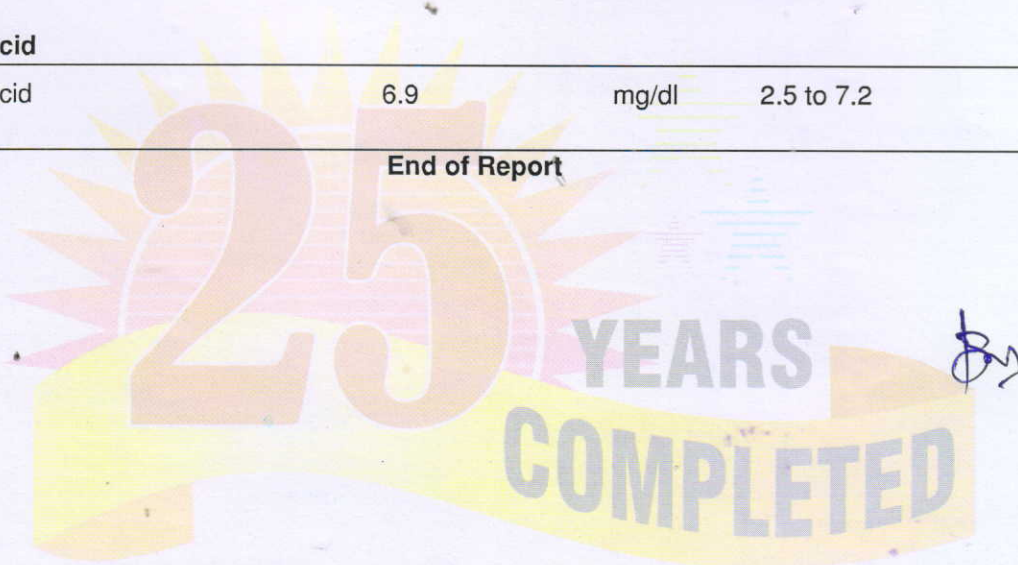 cid
cid 6.9 mg/dl 2.5 to 7.2
End of Report
25
YEARS
COMPLETED